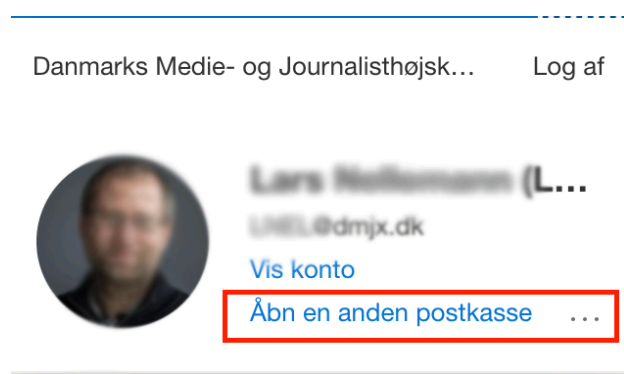 Danmarks Medie- og Journalisthøjsk... Log af
(L...
@dmjx.dk
Vis konto
Åbn en anden postkasse ...